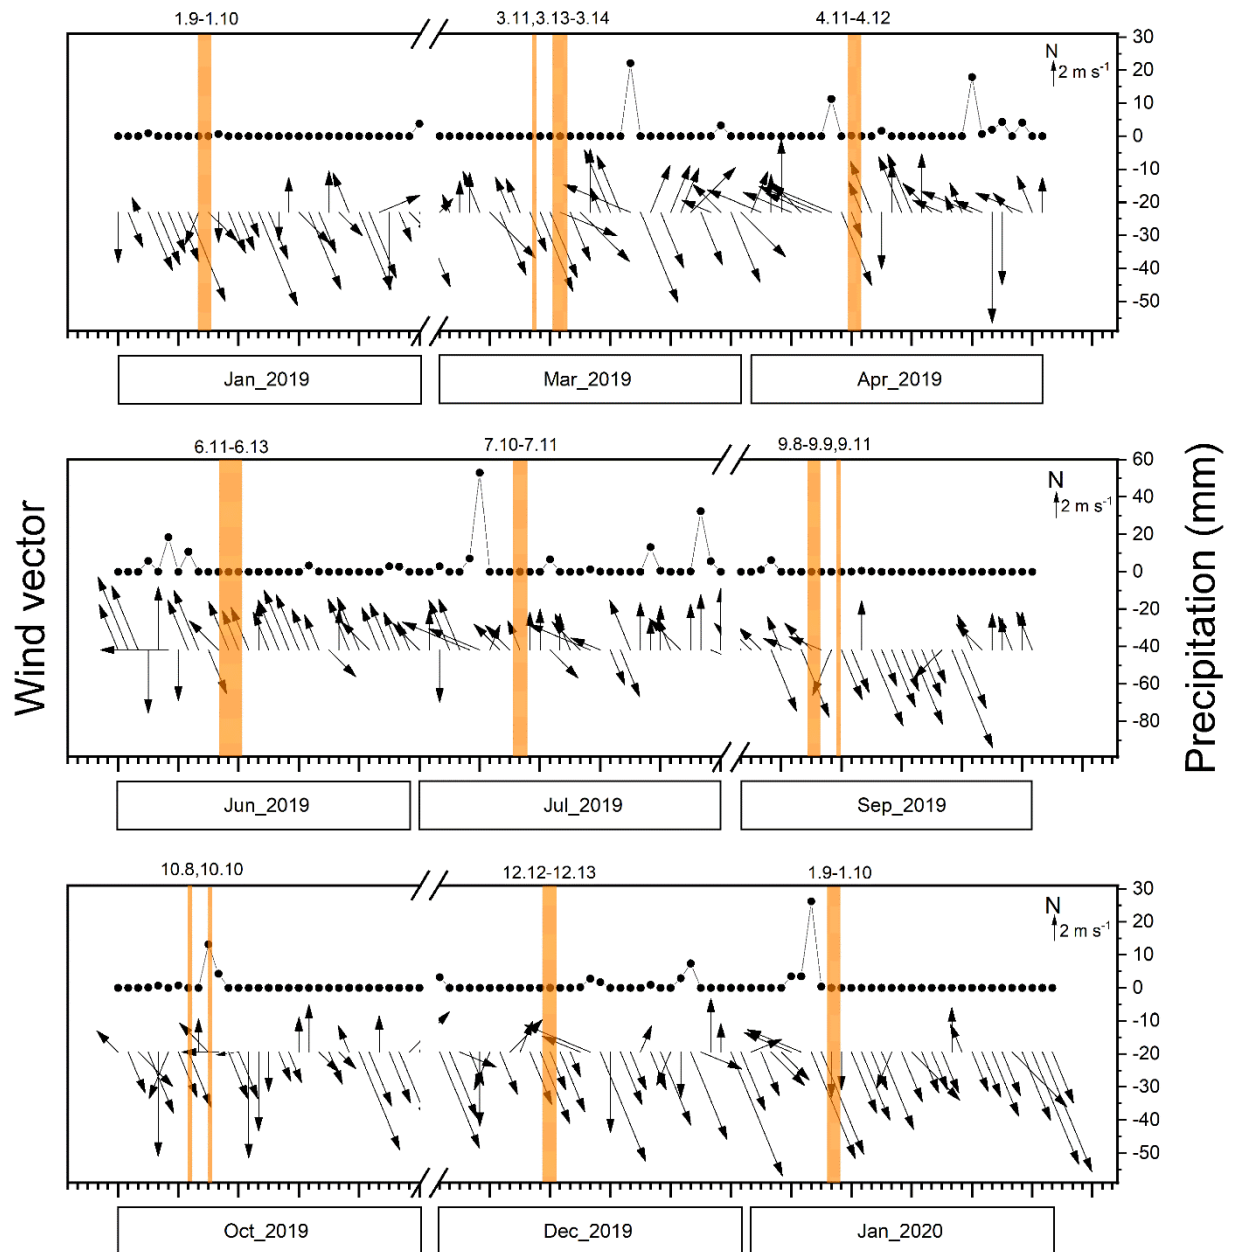 1.9-1.10
3.11,3.13-3.14
4.11-4.12
N
2 m s-1
30
20
10
0
-10
-20
-30
-40
-50
Jan_2019
Mar_2019
Apr_2019
6.11-6.13
7.10-7.11
9.8-9.9,9.11
N
2 m s-1
60
40
20
0
-20
-40
-60
-80
Jun_2019
Jul_2019
Sep_2019
Wind vector
Precipitation (mm)
10.8,10.10
12.12-12.13
1.9-1.10
N
2 m s-1
30
20
10
0
-10
-20
-30
-40
-50
Oct_2019
Dec_2019
Jan_2020